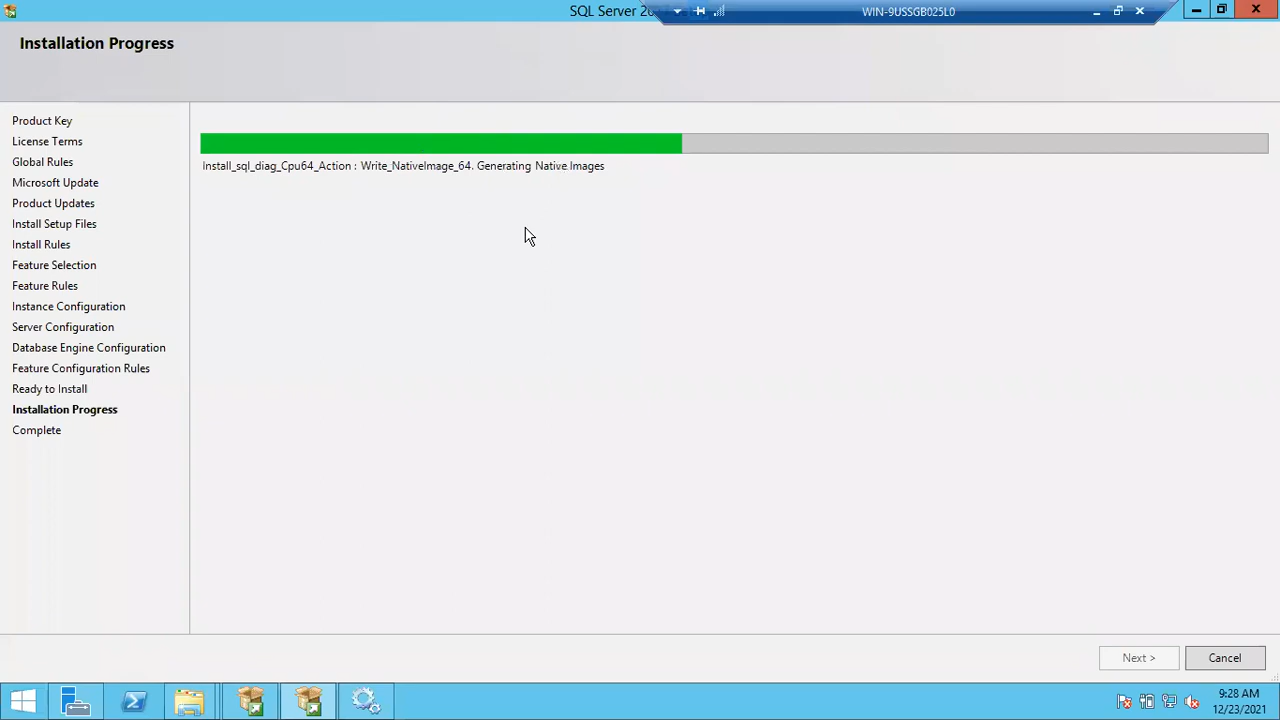 SQL Server 20
WIN-9USSGB025L0
Installation Progress
Product Key
License Terms
Global Rules
Microsoft Update
Product Updates
Install Setup Files
Install Rules
Feature Selection
Feature Rules
Instance Configuration
Server Configuration
Database Engine Configuration
Feature Configuration Rules
Ready to Install
Installation Progress
Complete
Install_sql_diag_Cpu64_Action : Write_NativeImage_64. Generating Native Images
Next >
Cancel
9:28 AM
12/23/2021